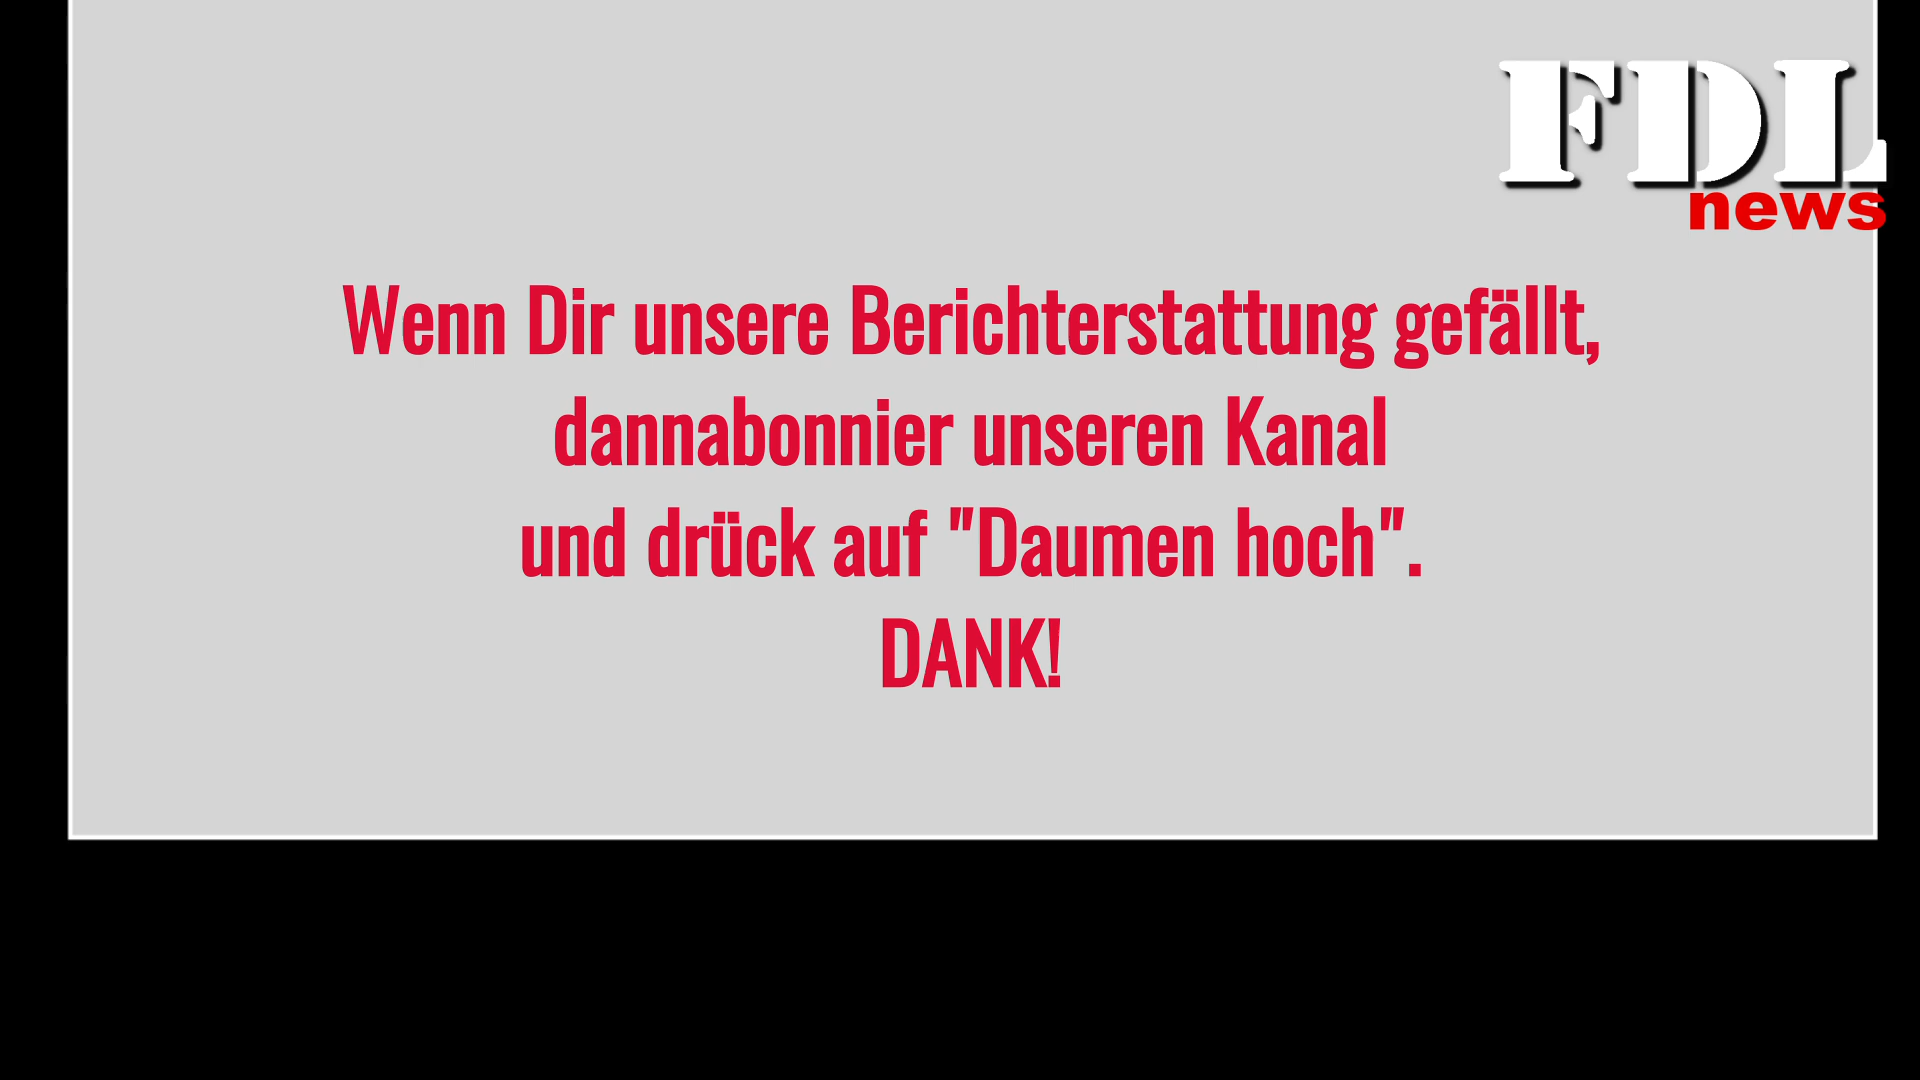 FDL
news
Wenn Dir unsere Berichterstattung gefällt,
dannabonnier unseren Kanal
und drück auf "Daumen hoch".
DANK!